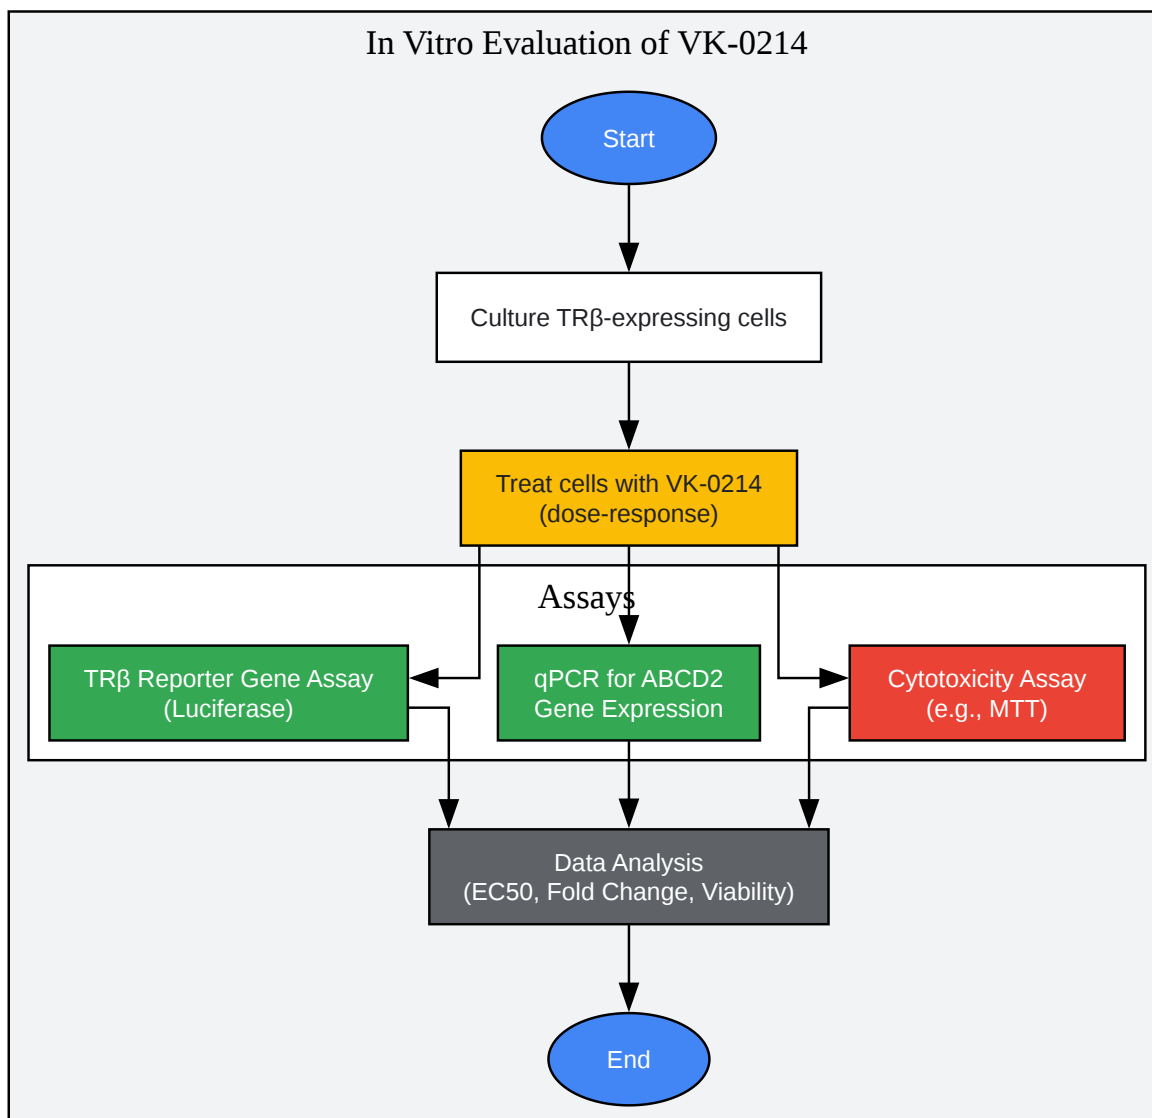 In Vitro Evaluation of VK-0214
Start
Culture TRβ-expressing cells
Treat cells with VK-0214
(dose-response)
Assays
TRβ Reporter Gene Assay
(Luciferase)
qPCR for ABCD2
Gene Expression
Cytotoxicity Assay
(e.g., MTT)
Data Analysis
(EC50, Fold Change, Viability)
End